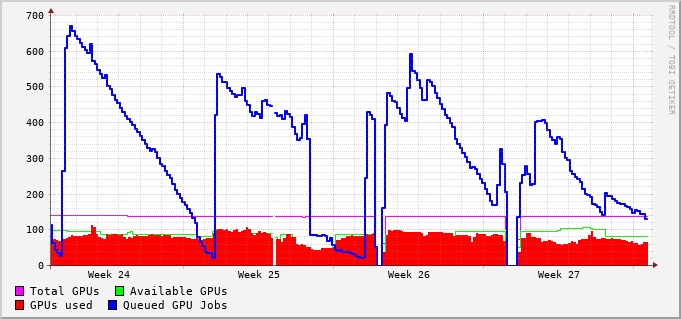 700
600
500
400
300
200
100
0
Week 24 Week 25 Week 26 Week 27
Total GPUs Available GPUs
GPUs used Queued GPU Jobs
RRDTOOL / TOBI OETIKER